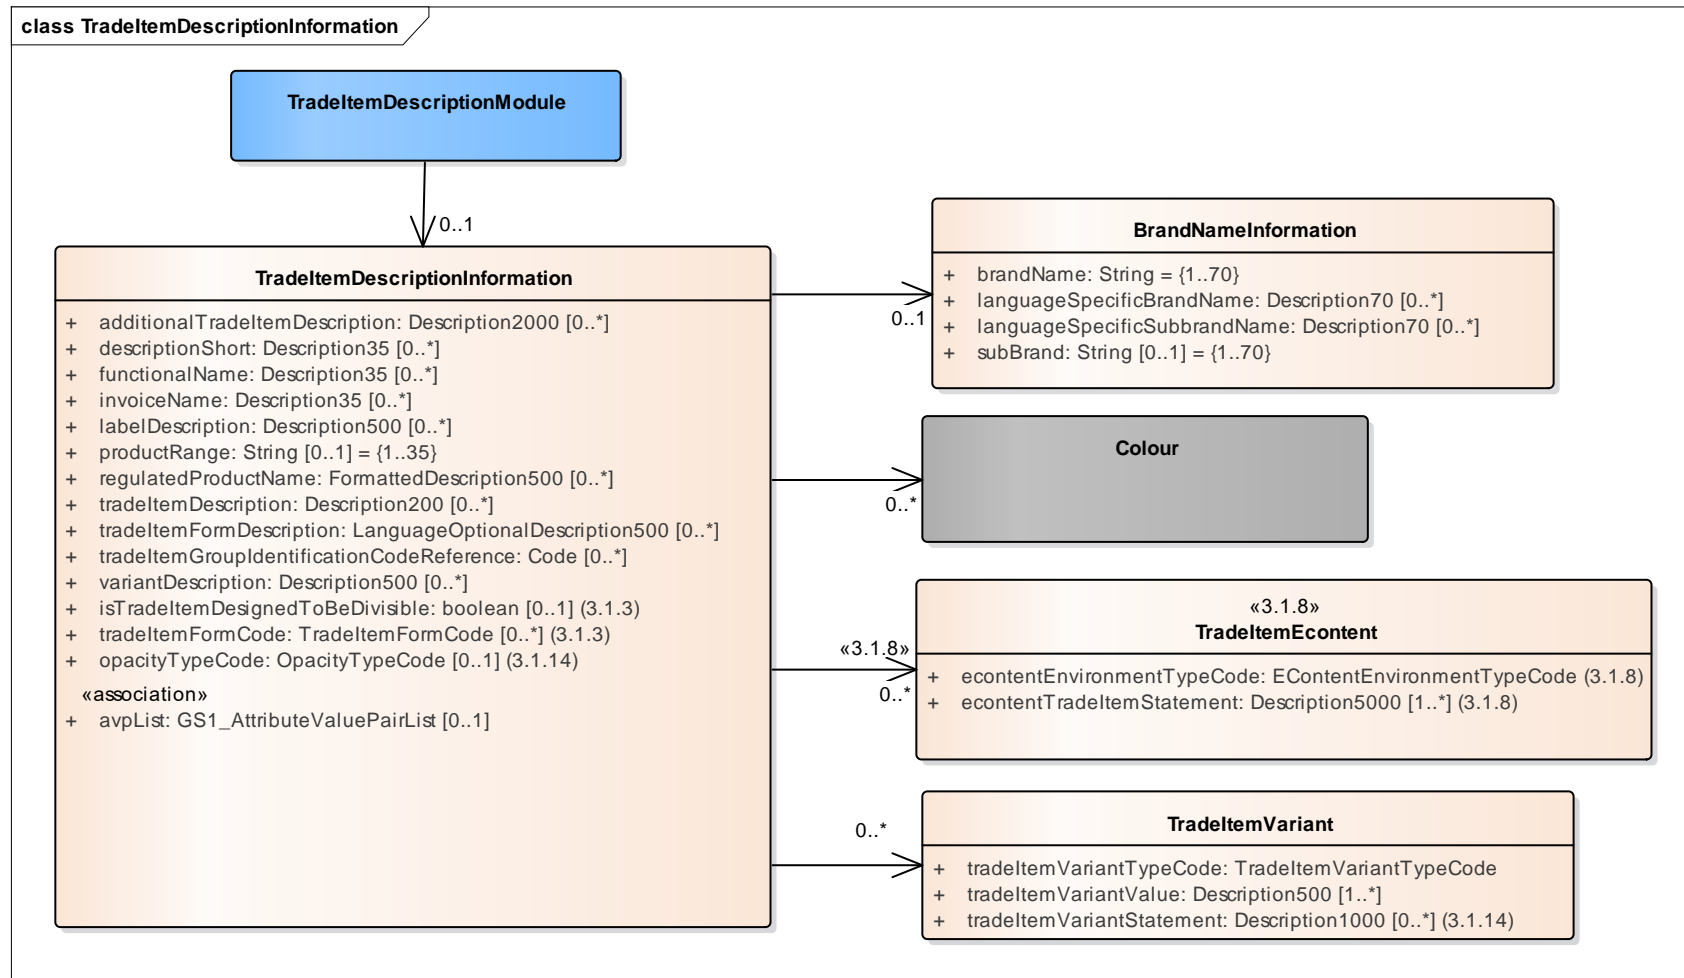 class TradeItemDescriptionInformation
TradeItemDescriptionModule
0..1
TradeItemDescriptionInformation
+ additionalTradeItemDescription: Description2000 [0..*]
+ descriptionShort: Description35 [0..*]
+ functionalName: Description35 [0..*]
+ invoiceName: Description35 [0..*]
+ labelDescription: Description500 [0..*]
+ productRange: String [0..1] = {1..35}
+ regulatedProductName: FormattedDescription500 [0..*]
+ tradeItemDescription: Description200 [0..*]
+ tradeItemFormDescription: LanguageOptionalDescription500 [0..*]
+ tradeItemGroupIdentificationCodeReference: Code [0..*]
+ variantDescription: Description500 [0..*]
+ isTradeItemDesignedToBeDivisible: boolean [0..1] (3.1.3)
+ tradeItemFormCode: TradeItemFormCode [0..*] (3.1.3)
+ opacityTypeCode: OpacityTypeCode [0..1] (3.1.14)
«association»
+ avpList: GS1_AttributeValuePairList [0..1]
0..1
BrandNameInformation
+ brandName: String = {1..70}
+ languageSpecificBrandName: Description70 [0..*]
+ languageSpecificSubbrandName: Description70 [0..*]
+ subBrand: String [0..1] = {1..70}
0..*
Colour
«3.1.8»
0..*
«3.1.8»
TradeItemEcontent
+ econtentEnvironmentTypeCode: EContentEnvironmentTypeCode (3.1.8)
+ econtentTradeItemStatement: Description5000 [1..*] (3.1.8)
0..*
TradeItemVariant
+ tradeItemVariantTypeCode: TradeItemVariantTypeCode
+ tradeItemVariantValue: Description500 [1..*]
+ tradeItemVariantStatement: Description1000 [0..*] (3.1.14)